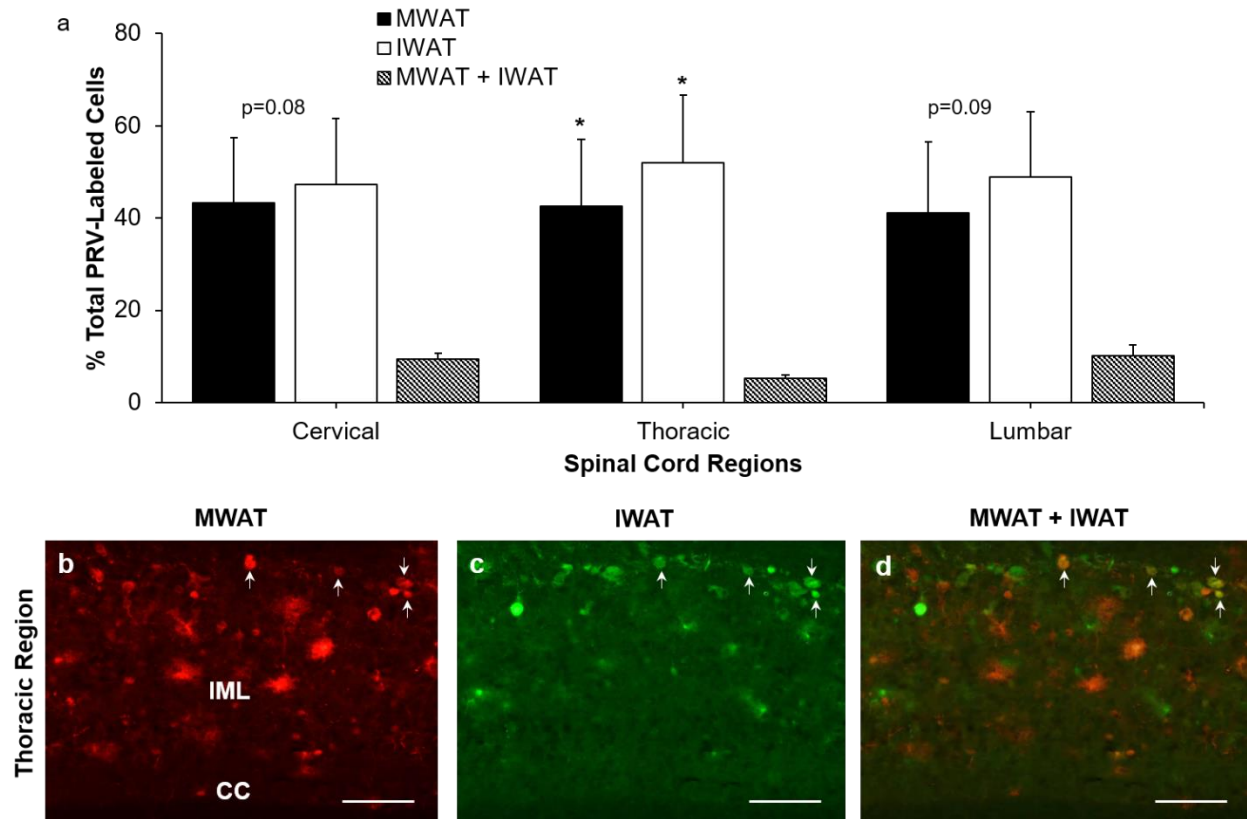 a
80
60
40
20
0
% Total PRV-Labeled Cells
MWAT
IWAT
MWAT + IWAT
p=0.08
*
*
p=0.09
Cervical
Thoracic
Lumbar
Spinal Cord Regions
MWAT
IWAT
MWAT + IWAT
Thoracic Region
b
IML
CC
c
d